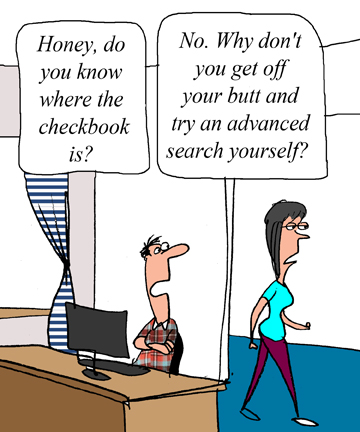 Honey, do
you know
where the
checkbook
is?
No. Why don't
you get off
your butt and
try an advanced
search yourself?